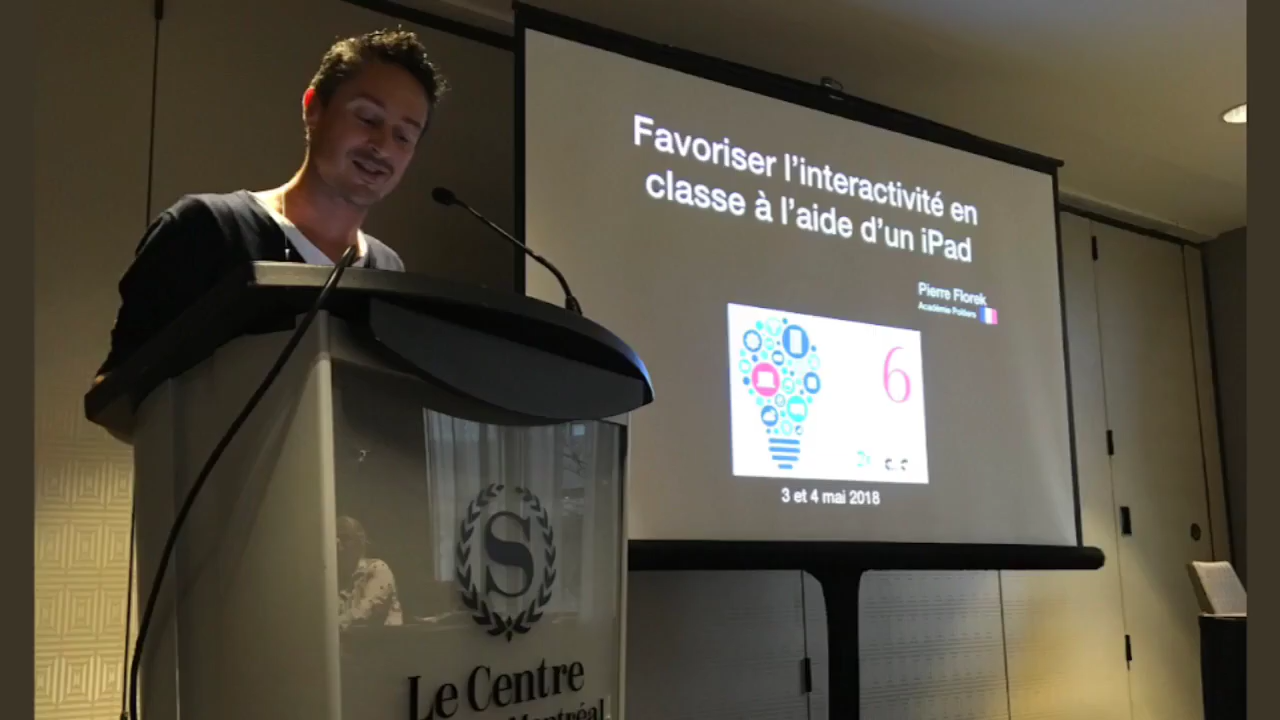 Favoriser l'interactivité en
classe à l'aide d'un iPad
Pierre Florek
Académie Poitiers
6
3 et 4 mai 2018
S
Le Centre
Montréal